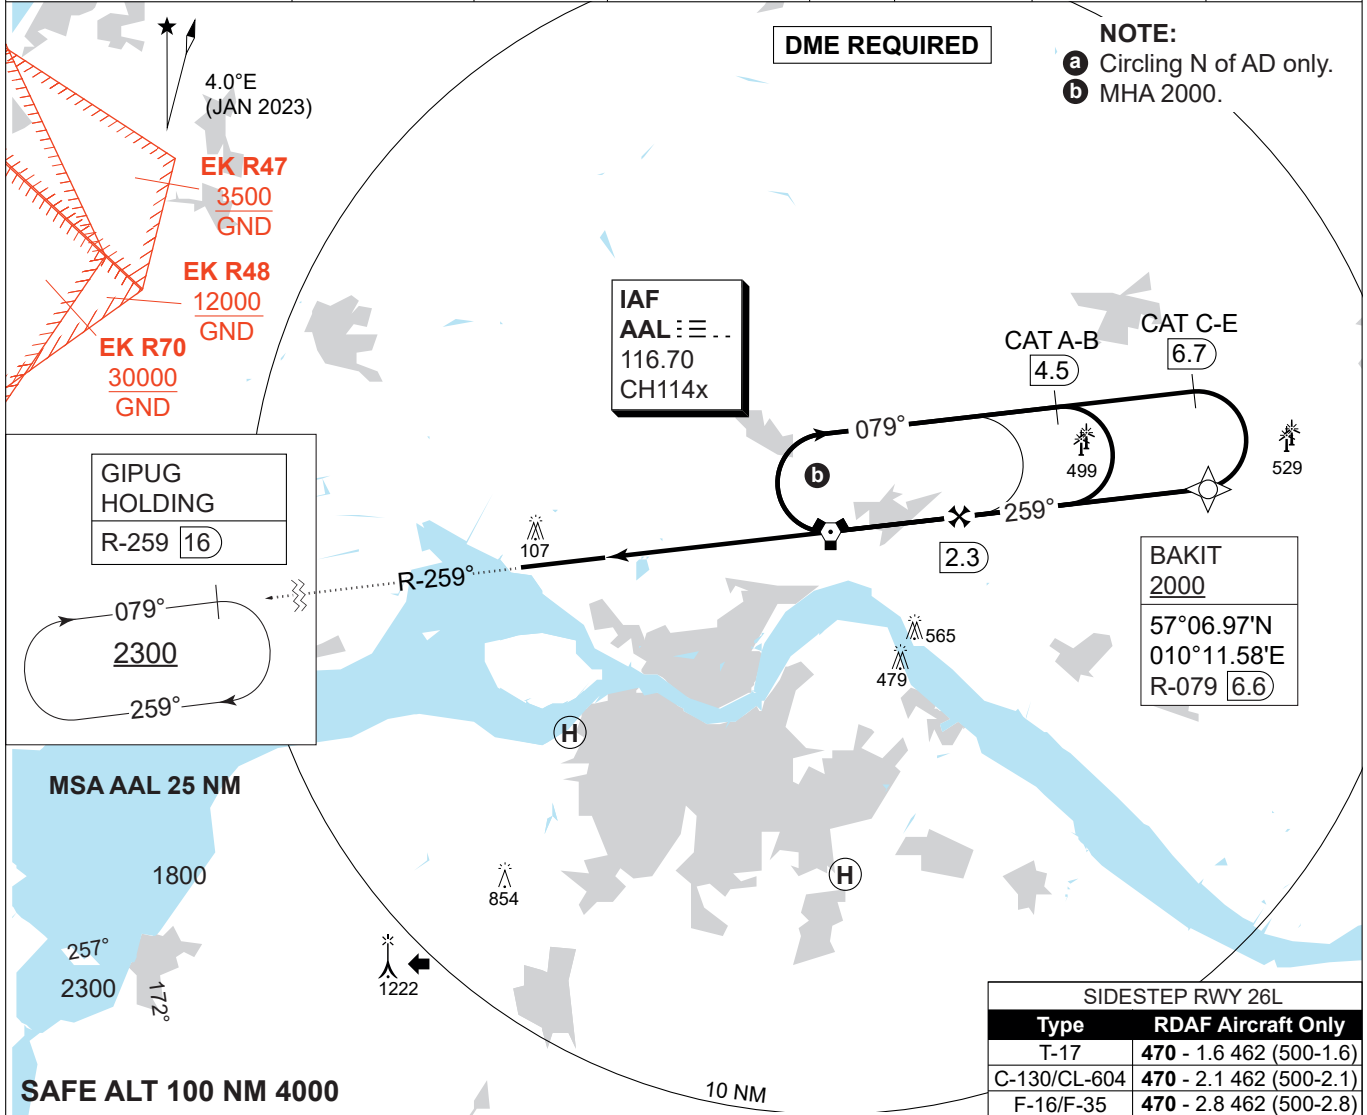 DME REQUIRED
NOTE:
a Circling N of AD only.
b MHA 2000.
4.0°E
(JAN 2023)
EK R47
3500
GND
EK R48
12000
GND
EK R70
30000
GND
IAF
AAL
116.70
CH114x
CAT A-B
4.5
CAT C-E
6.7
079°
b
499
529
259°
2.3
GIPUG
HOLDING
R-259 16
079°
2300
259°
107
R-259°
BAKIT
2000
57°06.97'N
010°11.58'E
R-079 6.6
565
479
H
H
MSA AAL 25 NM
1800
257°
2300
172°
854
1222
SAFE ALT 100 NM 4000
10 NM
SIDESTEP RWY 26L
Type RDAF Aircraft Only
T-17 470 - 1.6 462 (500-1.6)
C-130/CL-604 470 - 2.1 462 (500-2.1)
F-16/F-35 470 - 2.8 462 (500-2.8)